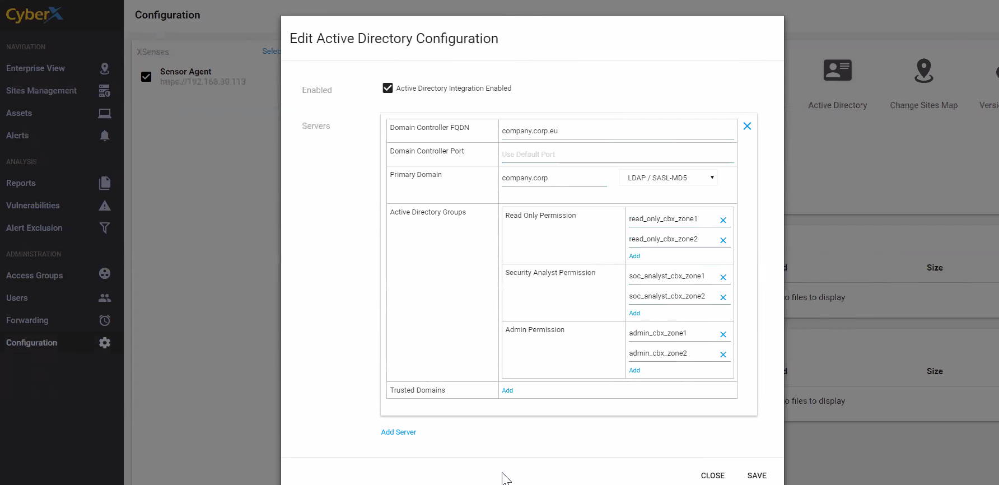 CyberX
Configuration
NAVIGATION
Enterprise View
Sites Management
Assets
Alerts
ANALYSIS
Reports
Vulnerabilities
Alert Exclusion
ADMINISTRATION
Access Groups
Users
Forwarding
Configuration
XSenses
Selec
Sensor Agent
https://192.168.30.113
Edit Active Directory Configuration
Enabled
Active Directory Integration Enabled
Servers
Domain Controller FQDN
company.corp.eu
Domain Controller Port
Use Default Port
Primary Domain
company.corp
LDAP / SASL-MD5
Active Directory Groups
Read Only Permission
read_only_cbx_zone1
read_only_cbx_zone2
Add
Security Analyst Permission
soc_analyst_cbx_zone1
soc_analyst_cbx_zone2
Add
Admin Permission
admin_cbx_zone1
admin_cbx_zone2
Add
Trusted Domains
Add
Add Server
CLOSE
SAVE
Active Directory
Change Sites Map
Versi
d
Size
o files to display
d
Size
o files to display